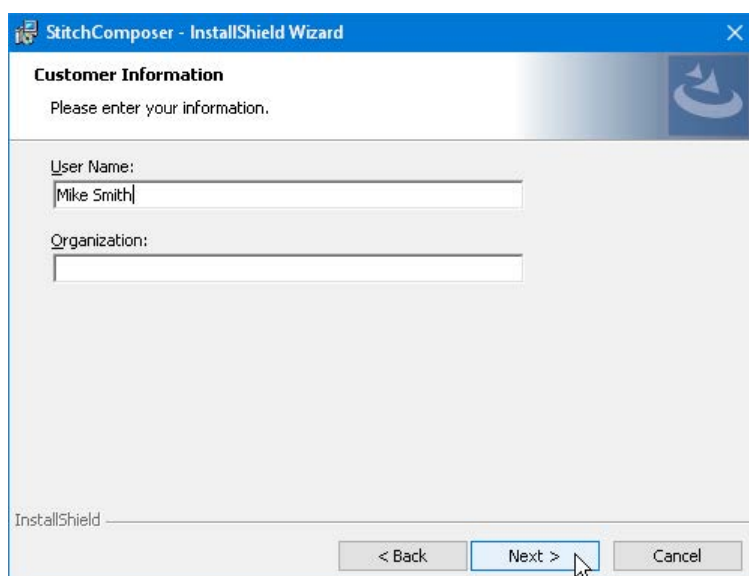 StitchComposer - InstallShield Wizard
Customer Information
Please enter your information.
User Name:
Mike Smith
Organization:
InstallShield
< Back Next > Cancel